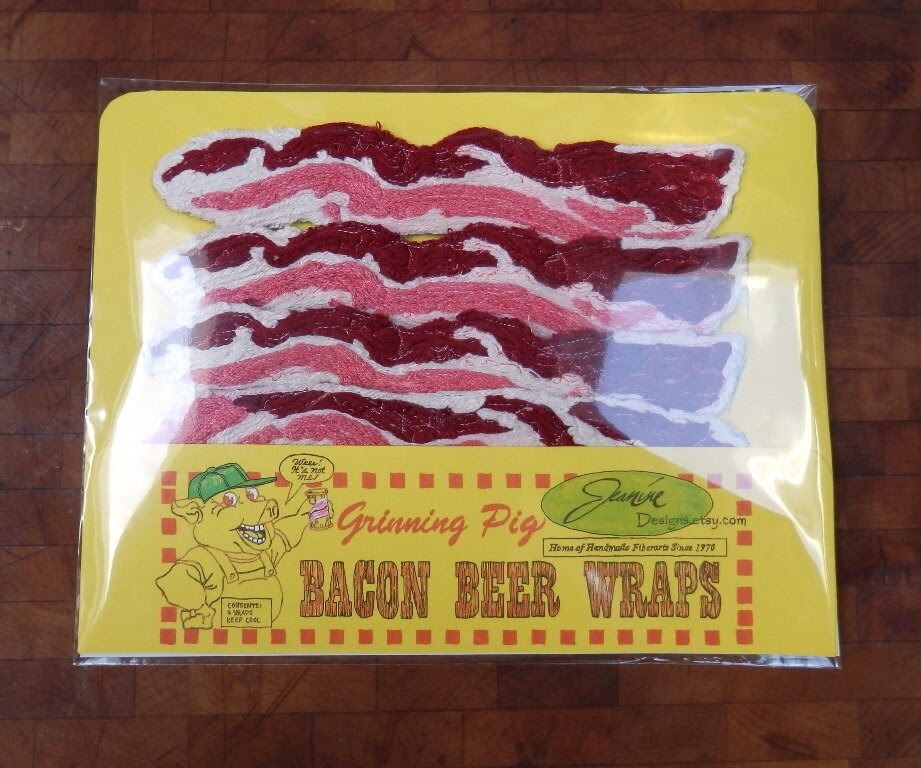 Whee!
It's not
me!
Grinning Pig
Jeanine
Designs.etsy.com
Home of Handmade Fiberarts Since 1970
BACON BEER WRAPS
CONTENTS:
4 WRAPS
KEEP COOL